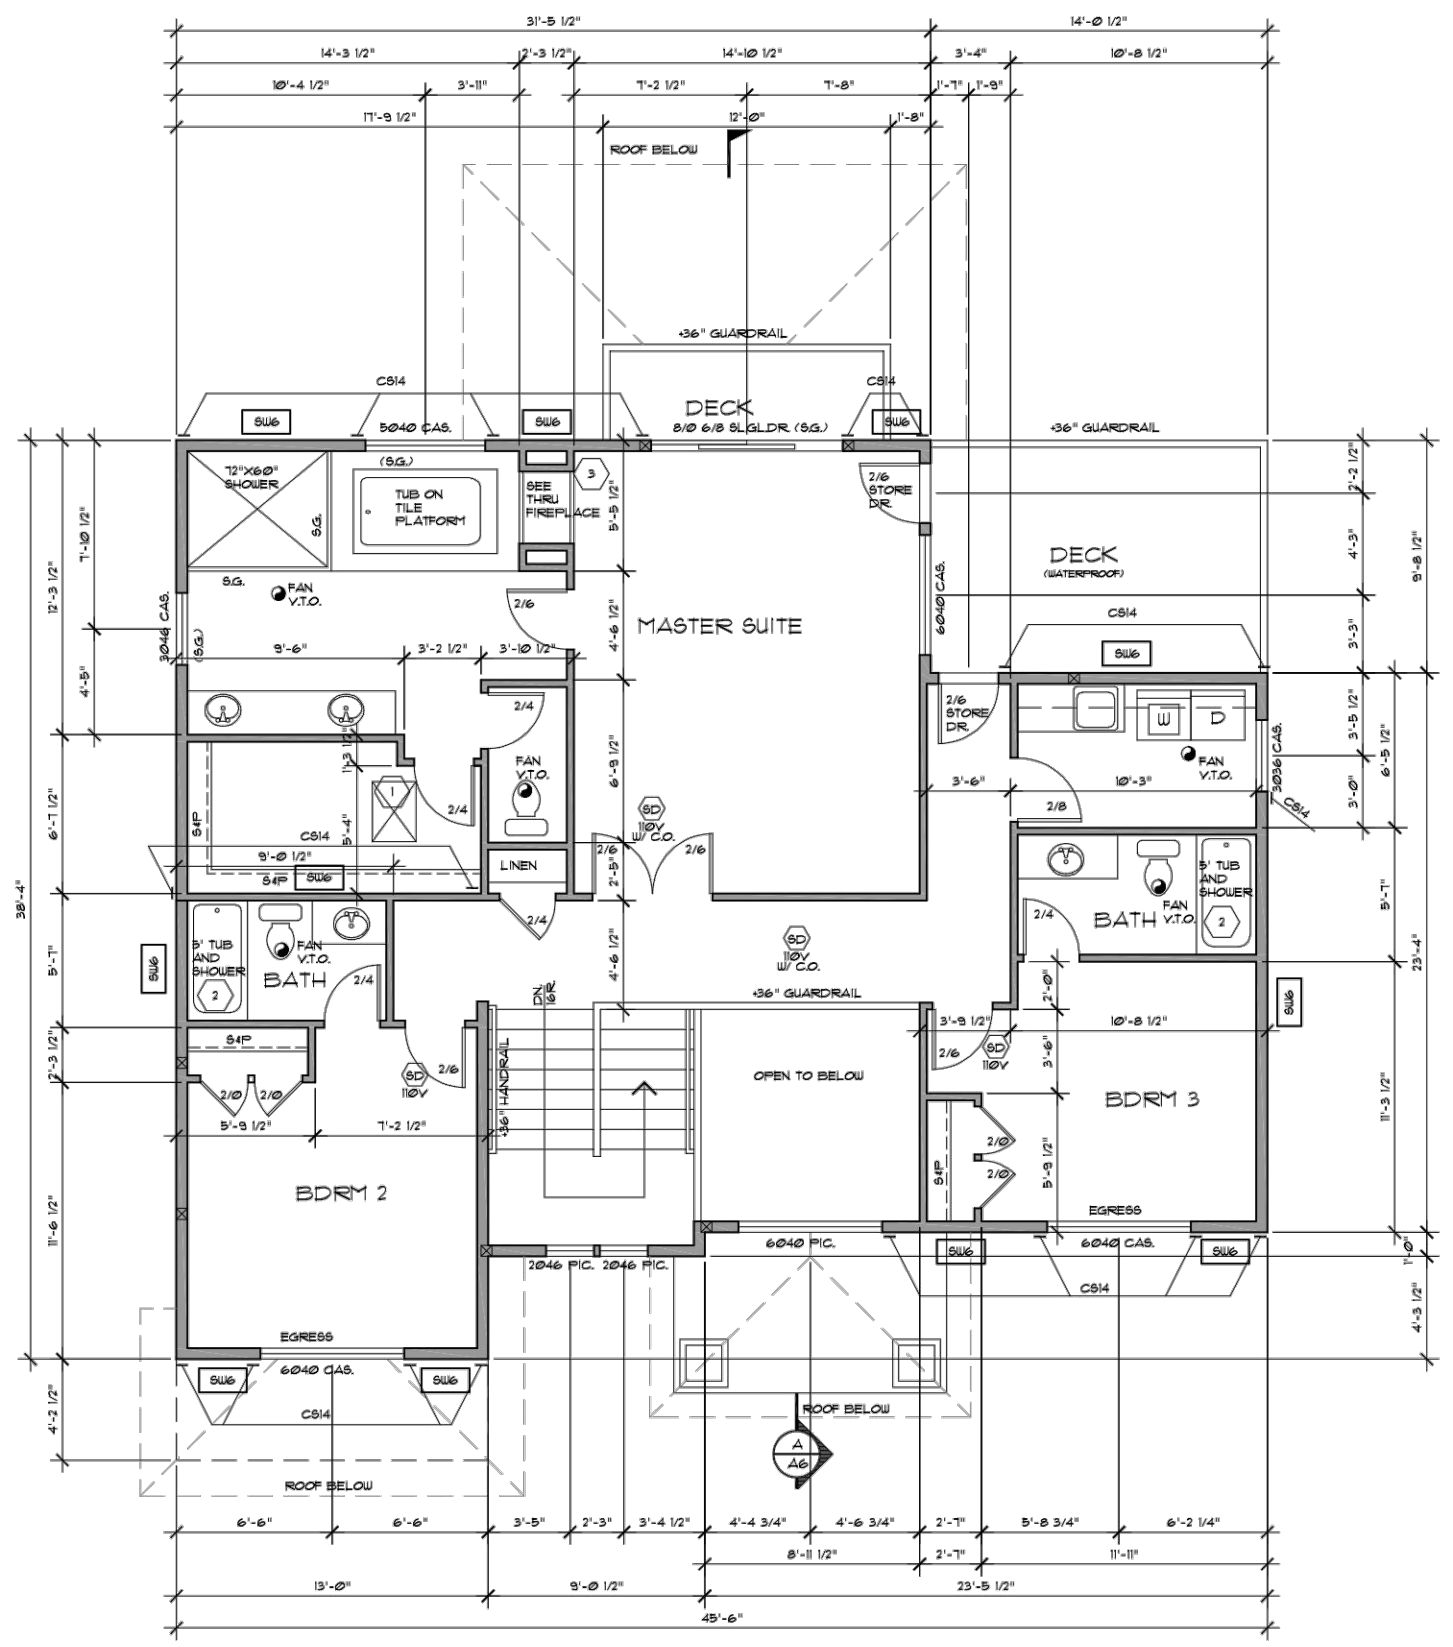 31'-5 1/2"
14'-0 1/2"
14'-3 1/2"
2'-3 1/2"
14'-10 1/2"
3'-4"
10'-8 1/2"
10'-4 1/2"
3'-11"
7'-2 1/2"
7'-8"
1'-7"
1'-9"
17'-9 1/2"
12'-0"
1'-8"
ROOF BELOW
+36" GUARDRAIL
CS14
CS14
DECK
SW6
5040 CAS.
SW6
8/0 6/8 SL.GL.DR. (S.G.)
SW6
+36" GUARDRAIL
(S.G.)
72"X60"
SHOWER
S.G.
TUB ON
TILE
PLATFORM
SEE
THRU
FIREPLACE
3
5'-5 1/2"
2/6
STORE
DR.
2'-2 1/2"
7'-10 1/2"
4'-3"
9'-8 1/2"
DECK
(WATERPROOF)
12'-3 1/2"
S.G.
FAN
V.T.O.
2/6
6040 CAS.
3046 CAS.
(S.G.)
4'-6 1/2"
MASTER SUITE
CS14
3'-3"
9'-6"
3'-2 1/2"
3'-10 1/2"
SW6
4'-5"
2/4
2/6
STORE
DR.
W
D
3'-5 1/2"
6'-5 1/2"
1'-3 1/2"
6'-9 1/2"
FAN
V.T.O.
FAN
V.T.O.
3036 CAS.
3'-6"
10'-3"
3'-0"
1
2/4
2/8
CS14
6'-7 1/2"
S&P
5'-4"
CS14
SD
110V
W/ C.O.
2/6
2/6
9'-0 1/2"
S&P
SW6
LINEN
2'-5"
5' TUB
AND
SHOWER
2
5'-7"
38'-4"
2/4
2/4
BATH
FAN
V.T.O.
23'-4"
SW6
5'-7"
5' TUB
AND
SHOWER
2
FAN
V.T.O.
BATH
2/4
4'-6 1/2"
SD
110V
W/ C.O.
DN.
16R.
+36" GUARDRAIL
2'-0"
SW6
2'-3 1/2"
S&P
SD
110V
2/6
+36" HANDRAIL
3'-9 1/2"
10'-8 1/2"
2/6
SD
110V
3'-6"
2/0
2/0
OPEN TO BELOW
BDRM 3
11'-3 1/2"
5'-9 1/2"
7'-2 1/2"
2/0
2/0
S&P
5'-9 1/2"
BDRM 2
11'-6 1/2"
EGRESS
2046 PIC.
2046 PIC.
6040 PIC.
SW6
6040 CAS.
SW6
1'-0"
CS14
4'-3 1/2"
EGRESS
6040 CAS.
SW6
SW6
4'-2 1/2"
CS14
ROOF BELOW
A
A6
ROOF BELOW
6'-6"
6'-6"
3'-5"
2'-3"
3'-4 1/2"
4'-4 3/4"
4'-6 3/4"
2'-7"
5'-8 3/4"
6'-2 1/4"
8'-11 1/2"
2'-7"
11'-11"
13'-0"
9'-0 1/2"
23'-5 1/2"
45'-6"